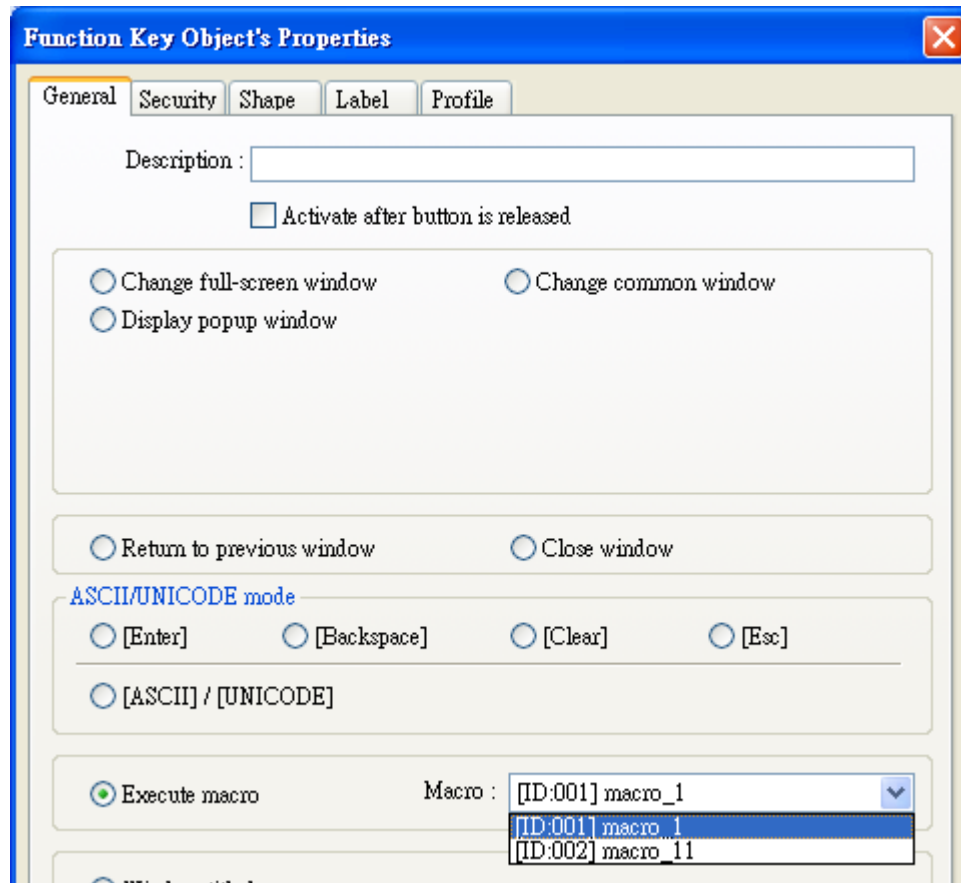 Function Key Object's Properties
General Security Shape Label Profile
Description :
Activate after button is released
Change full-screen window Change common window
Display popup window
Return to previous window Close window
ASCII/UNICODE mode
[Enter] [Backspace] [Clear] [Esc]
[ASCII] / [UNICODE]
Execute macro Macro : [ID:001] macro_1
[ID:001] macro_1
[ID:002] macro_11